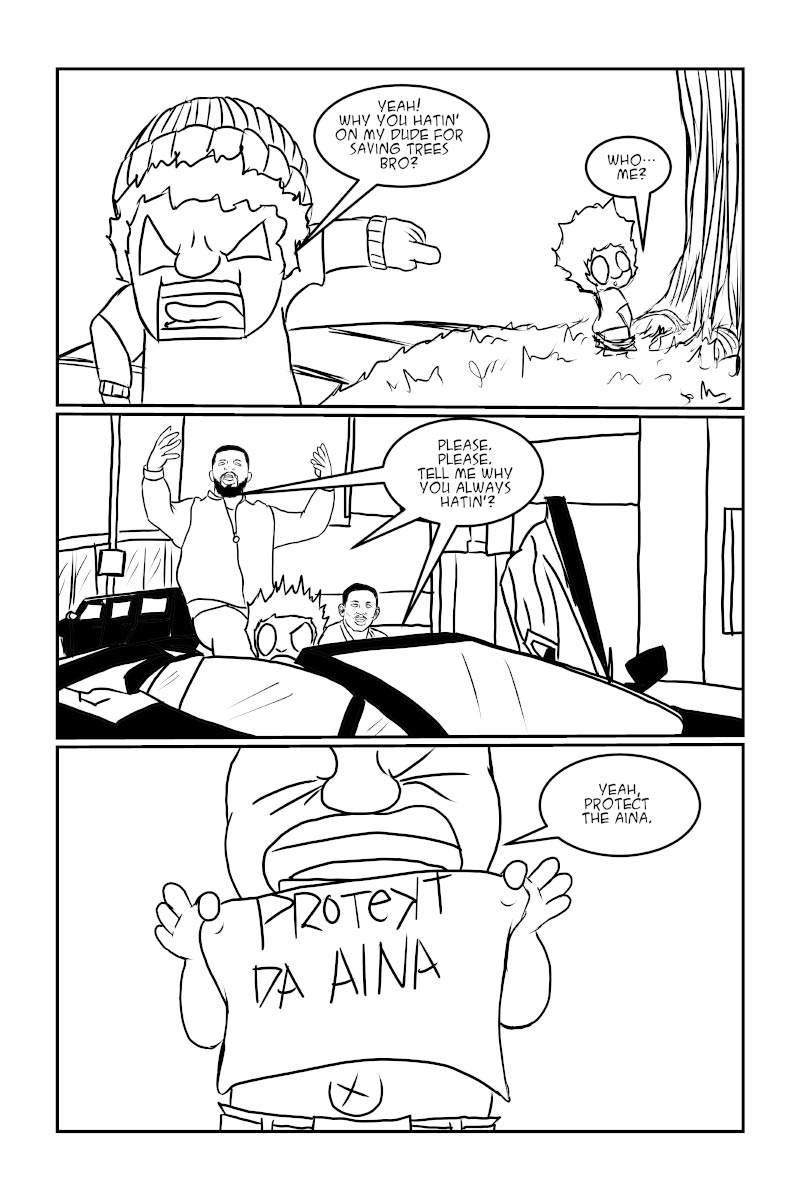 YEAH!
WHY YOU HATIN'
ON MY DUDE FOR
SAVING TREES
BRO?
WHO...
ME?
PLEASE.
PLEASE.
TELL ME WHY
YOU ALWAYS
HATIN'?
YEAH,
PROTECT
THE AINA.
PROTEKT
DA AINA